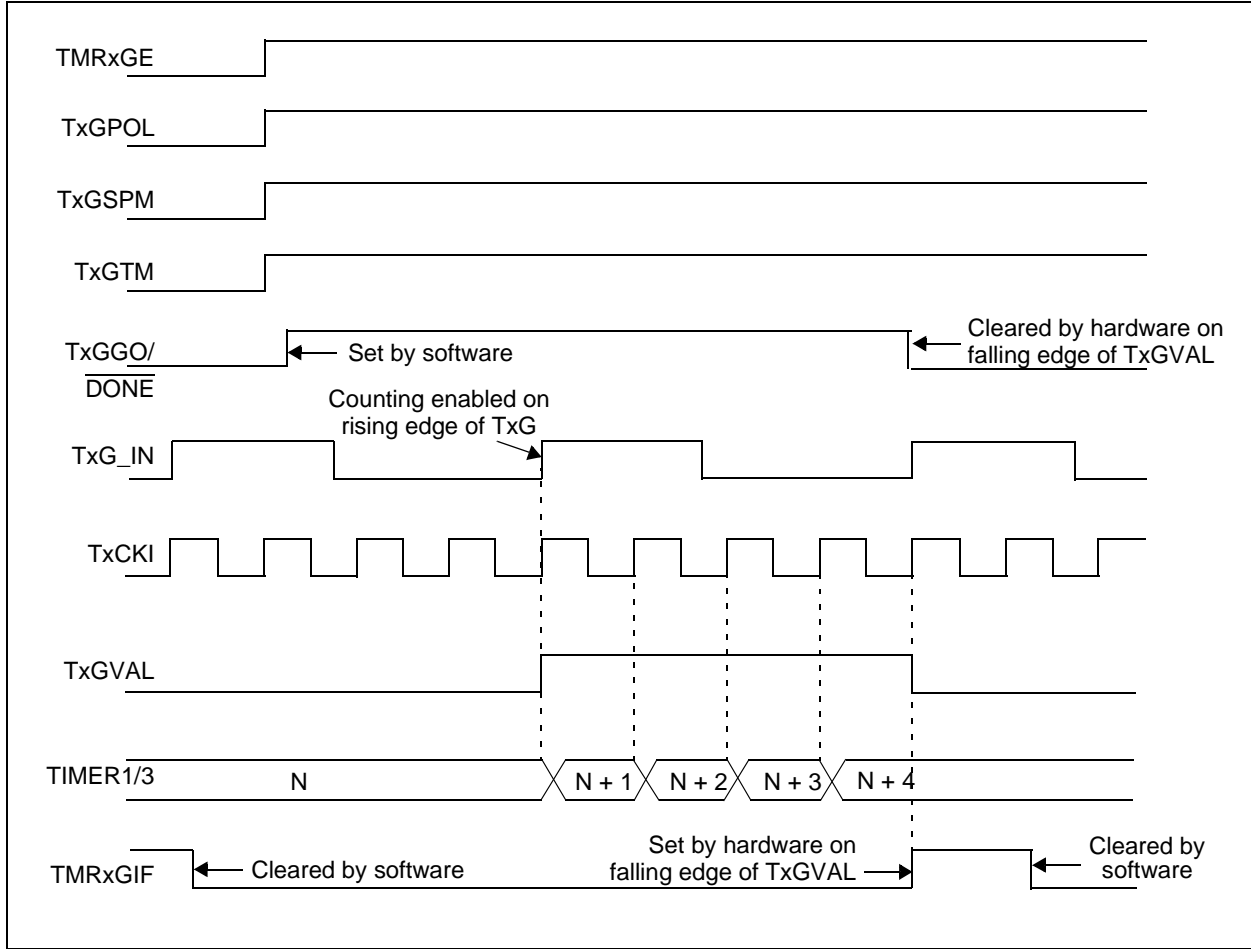 TMRxGE
TxGPOL
TxGSPM
TxGTM
TxGGO/
DONE
Set by software
Cleared by hardware on
falling edge of TxGVAL
Counting enabled on
rising edge of TxG
TxG_IN
TxCKI
TxGVAL
TIMER1/3
N
N + 1
N + 2
N + 3
N + 4
TMRxGIF
Cleared by software
Set by hardware on
falling edge of TxGVAL
Cleared by
software